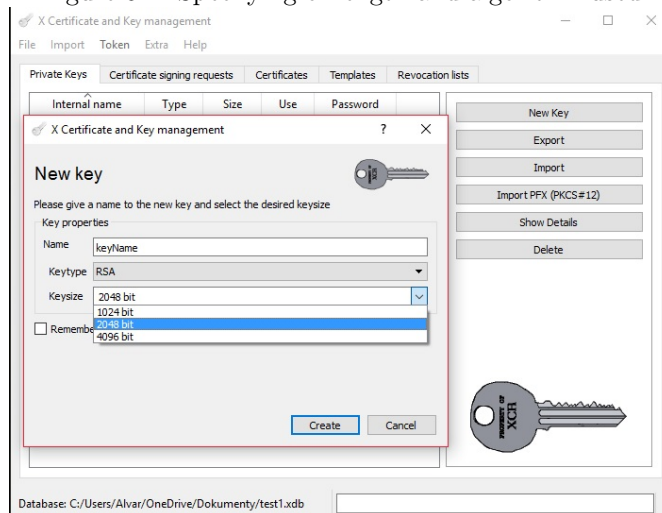 X Certificate and Key management
File Import Token Extra Help
Private Keys Certificate signing requests Certificates Templates Revocation lists
Internal name Type Size Use Password
New Key
Export
Import
Import PFX (PKCS#12)
Show Details
Delete
X Certificate and Key management ? X
New key
Please give a name to the new key and select the desired keysize
Key properties
Name keyName
Keytype RSA
Keysize 2048 bit
1024 bit
2048 bit
4096 bit
Create Cancel
PROPERTY OF
XCH
Database: C:/Users/Alvar/OneDrive/Dokumenty/test1.xdb